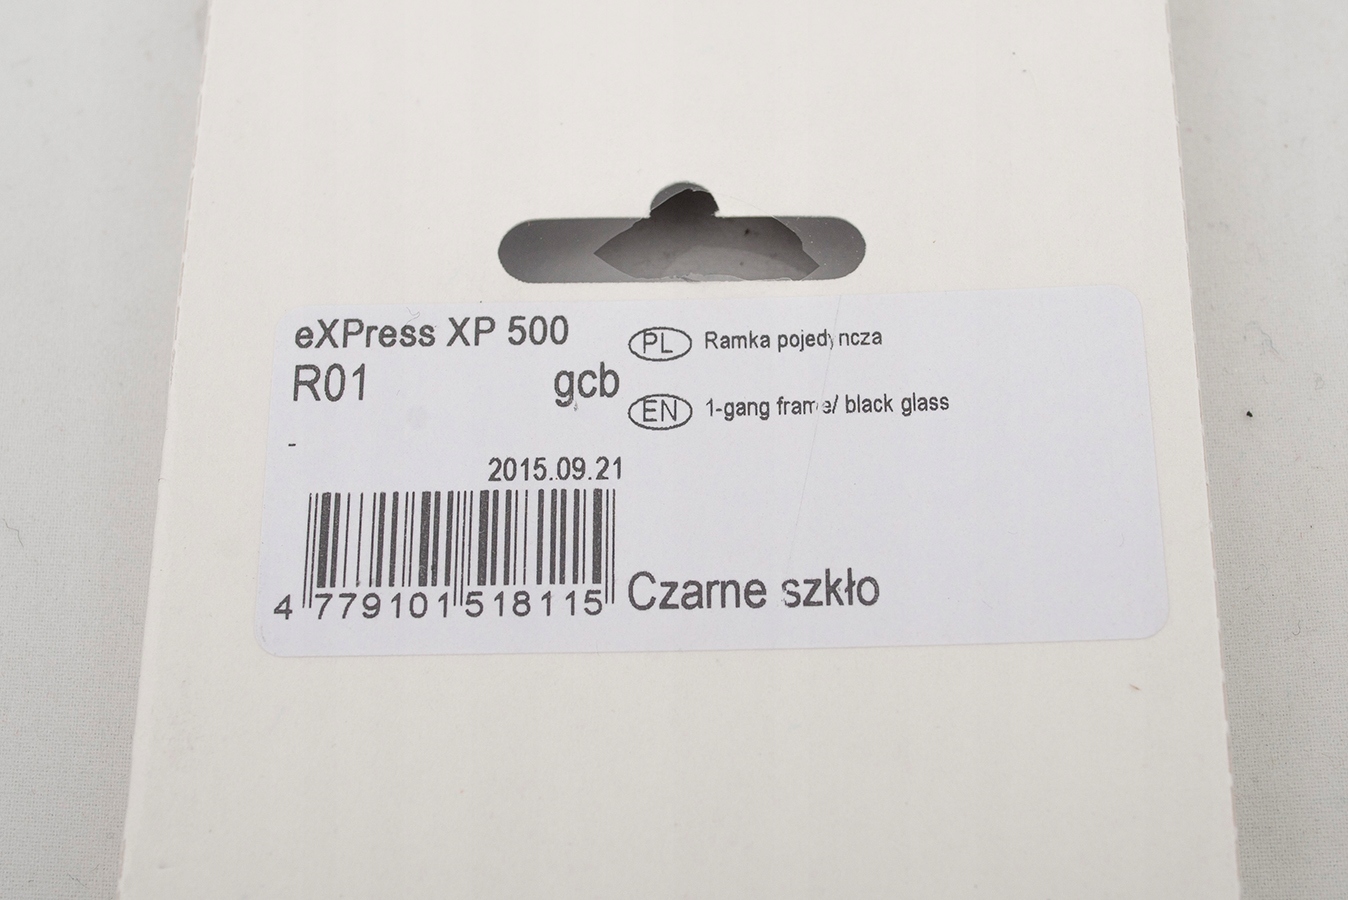 eXPress XP 500
R01 gcb
-
2015.09.21
4 779101 518115
PL Ramka pojedyncza
EN 1-gang frame/ black glass
Czarne szkło